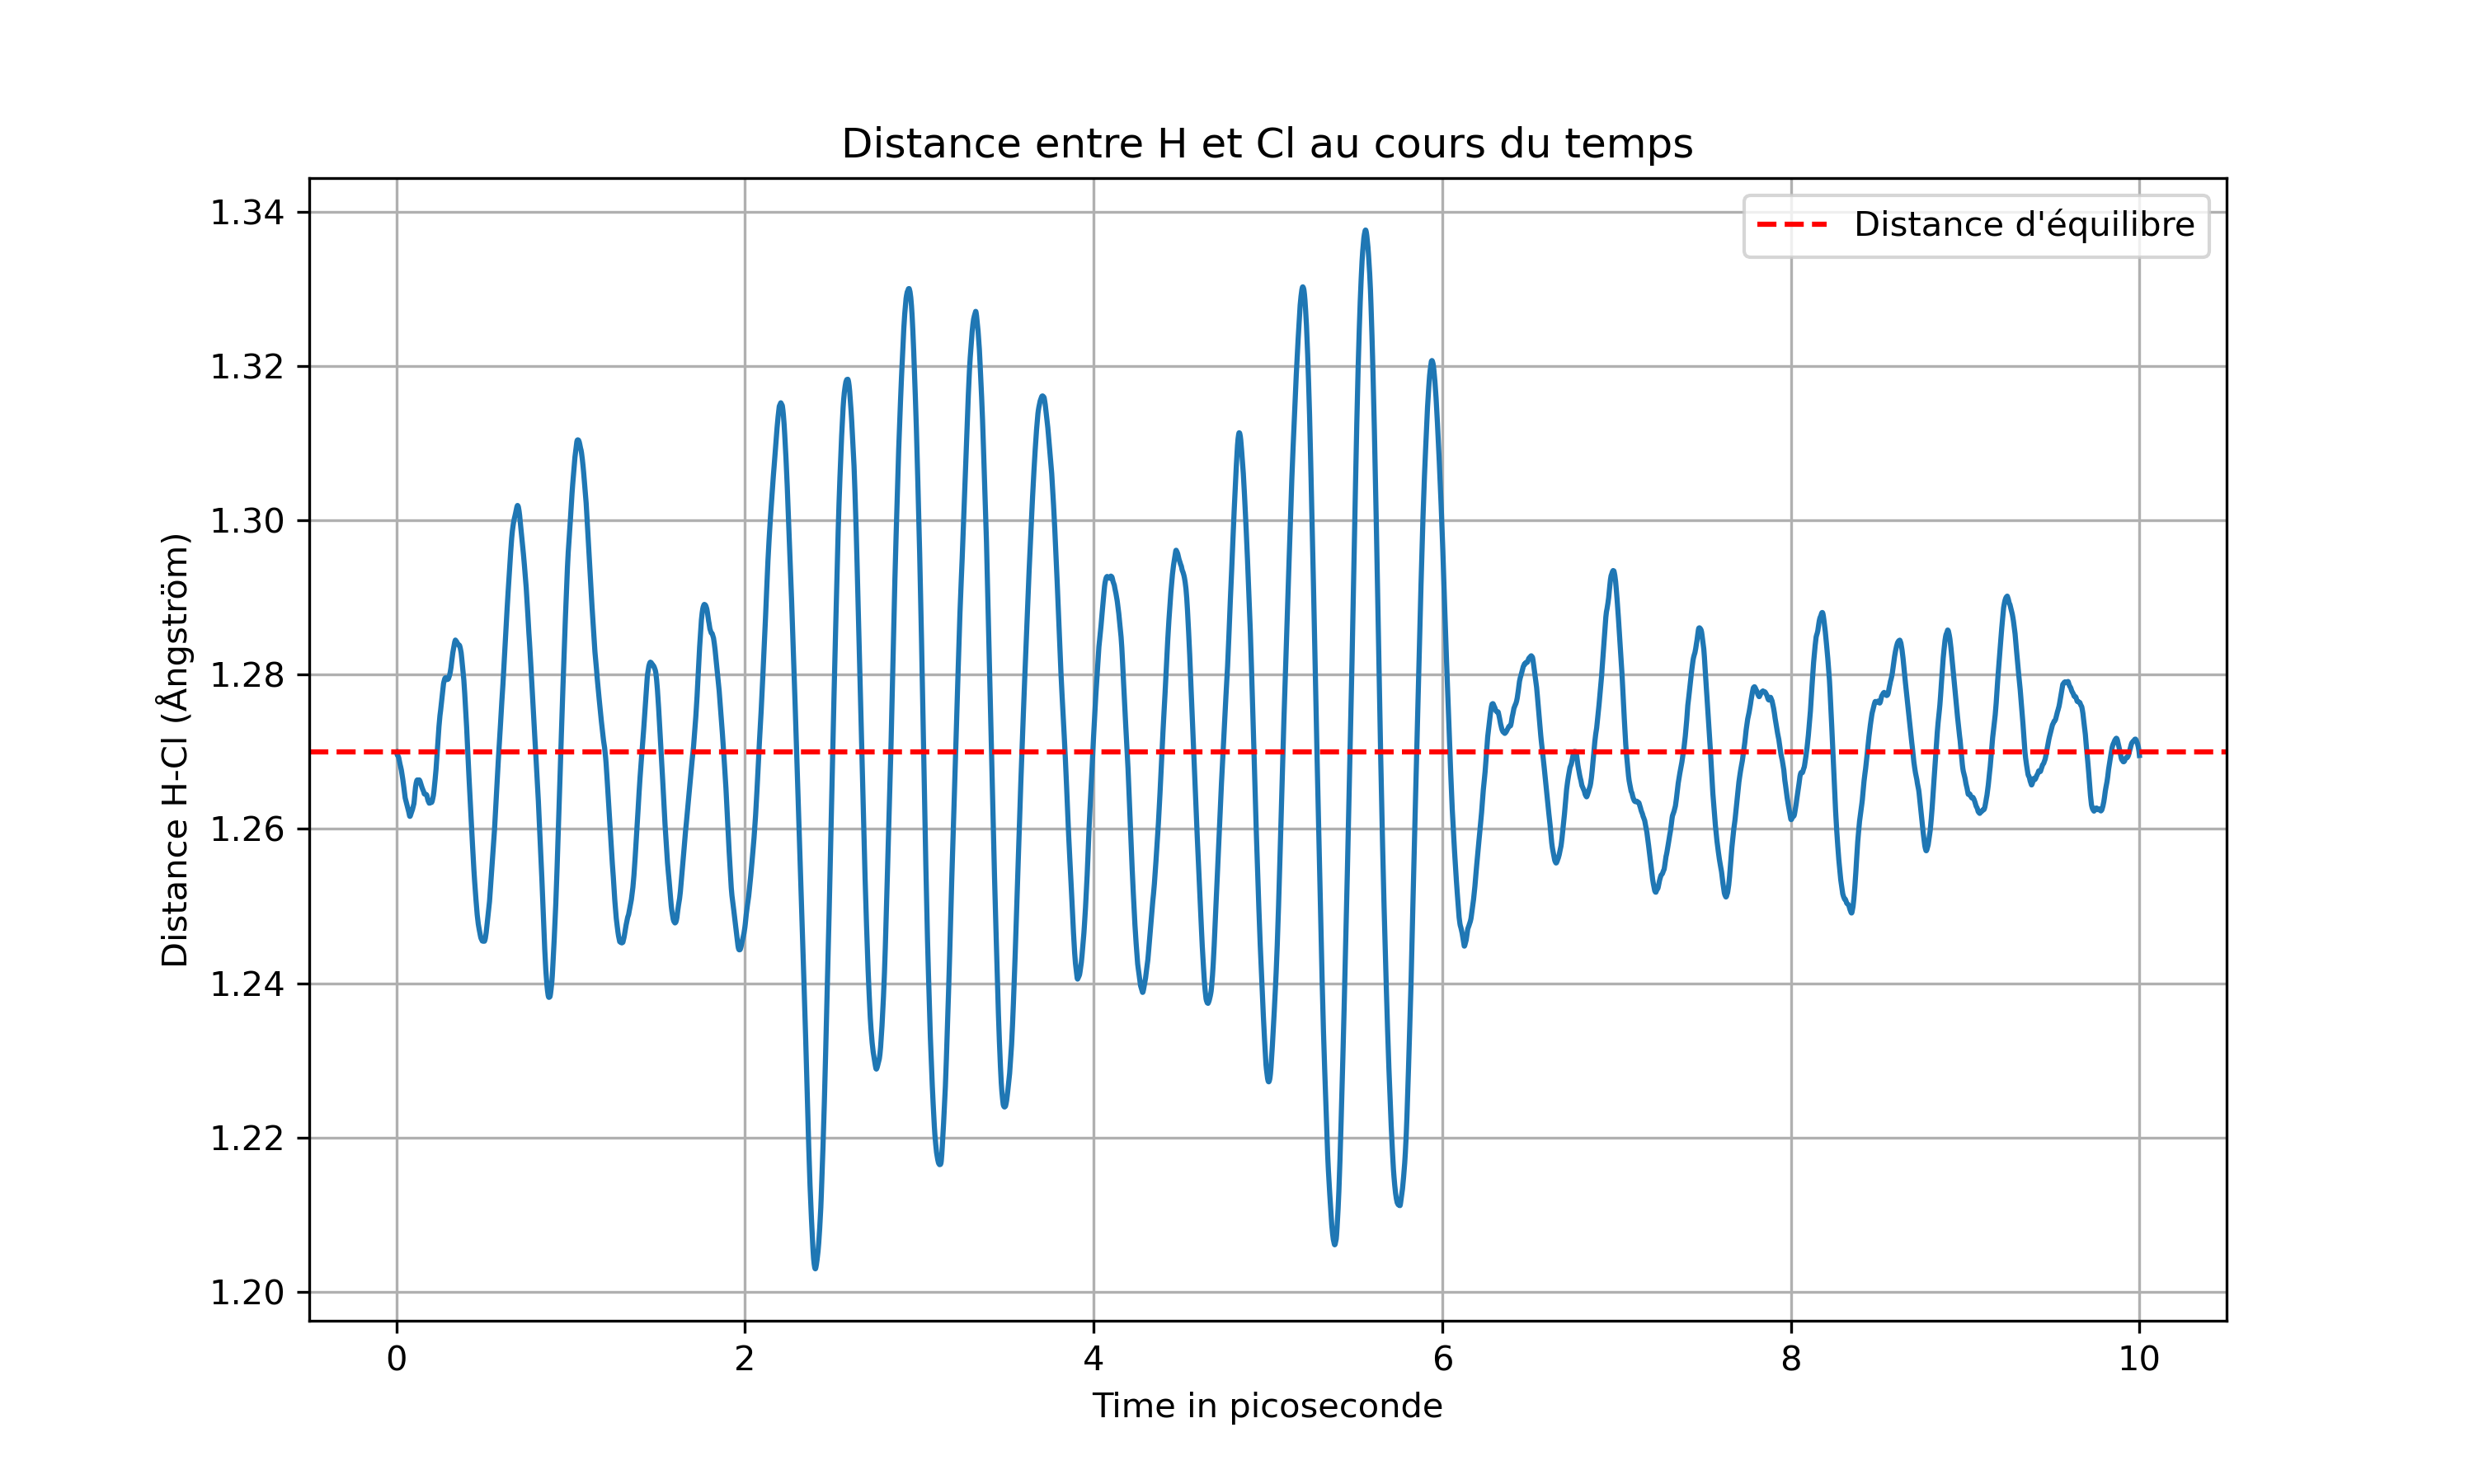 Distance entre H et Cl au cours du temps
Distance d'équilibre
Distance H-Cl (Ångström)
1.34
1.32
1.30
1.28
1.26
1.24
1.22
1.20
0 2 4 6 8 10
Time in picoseconde